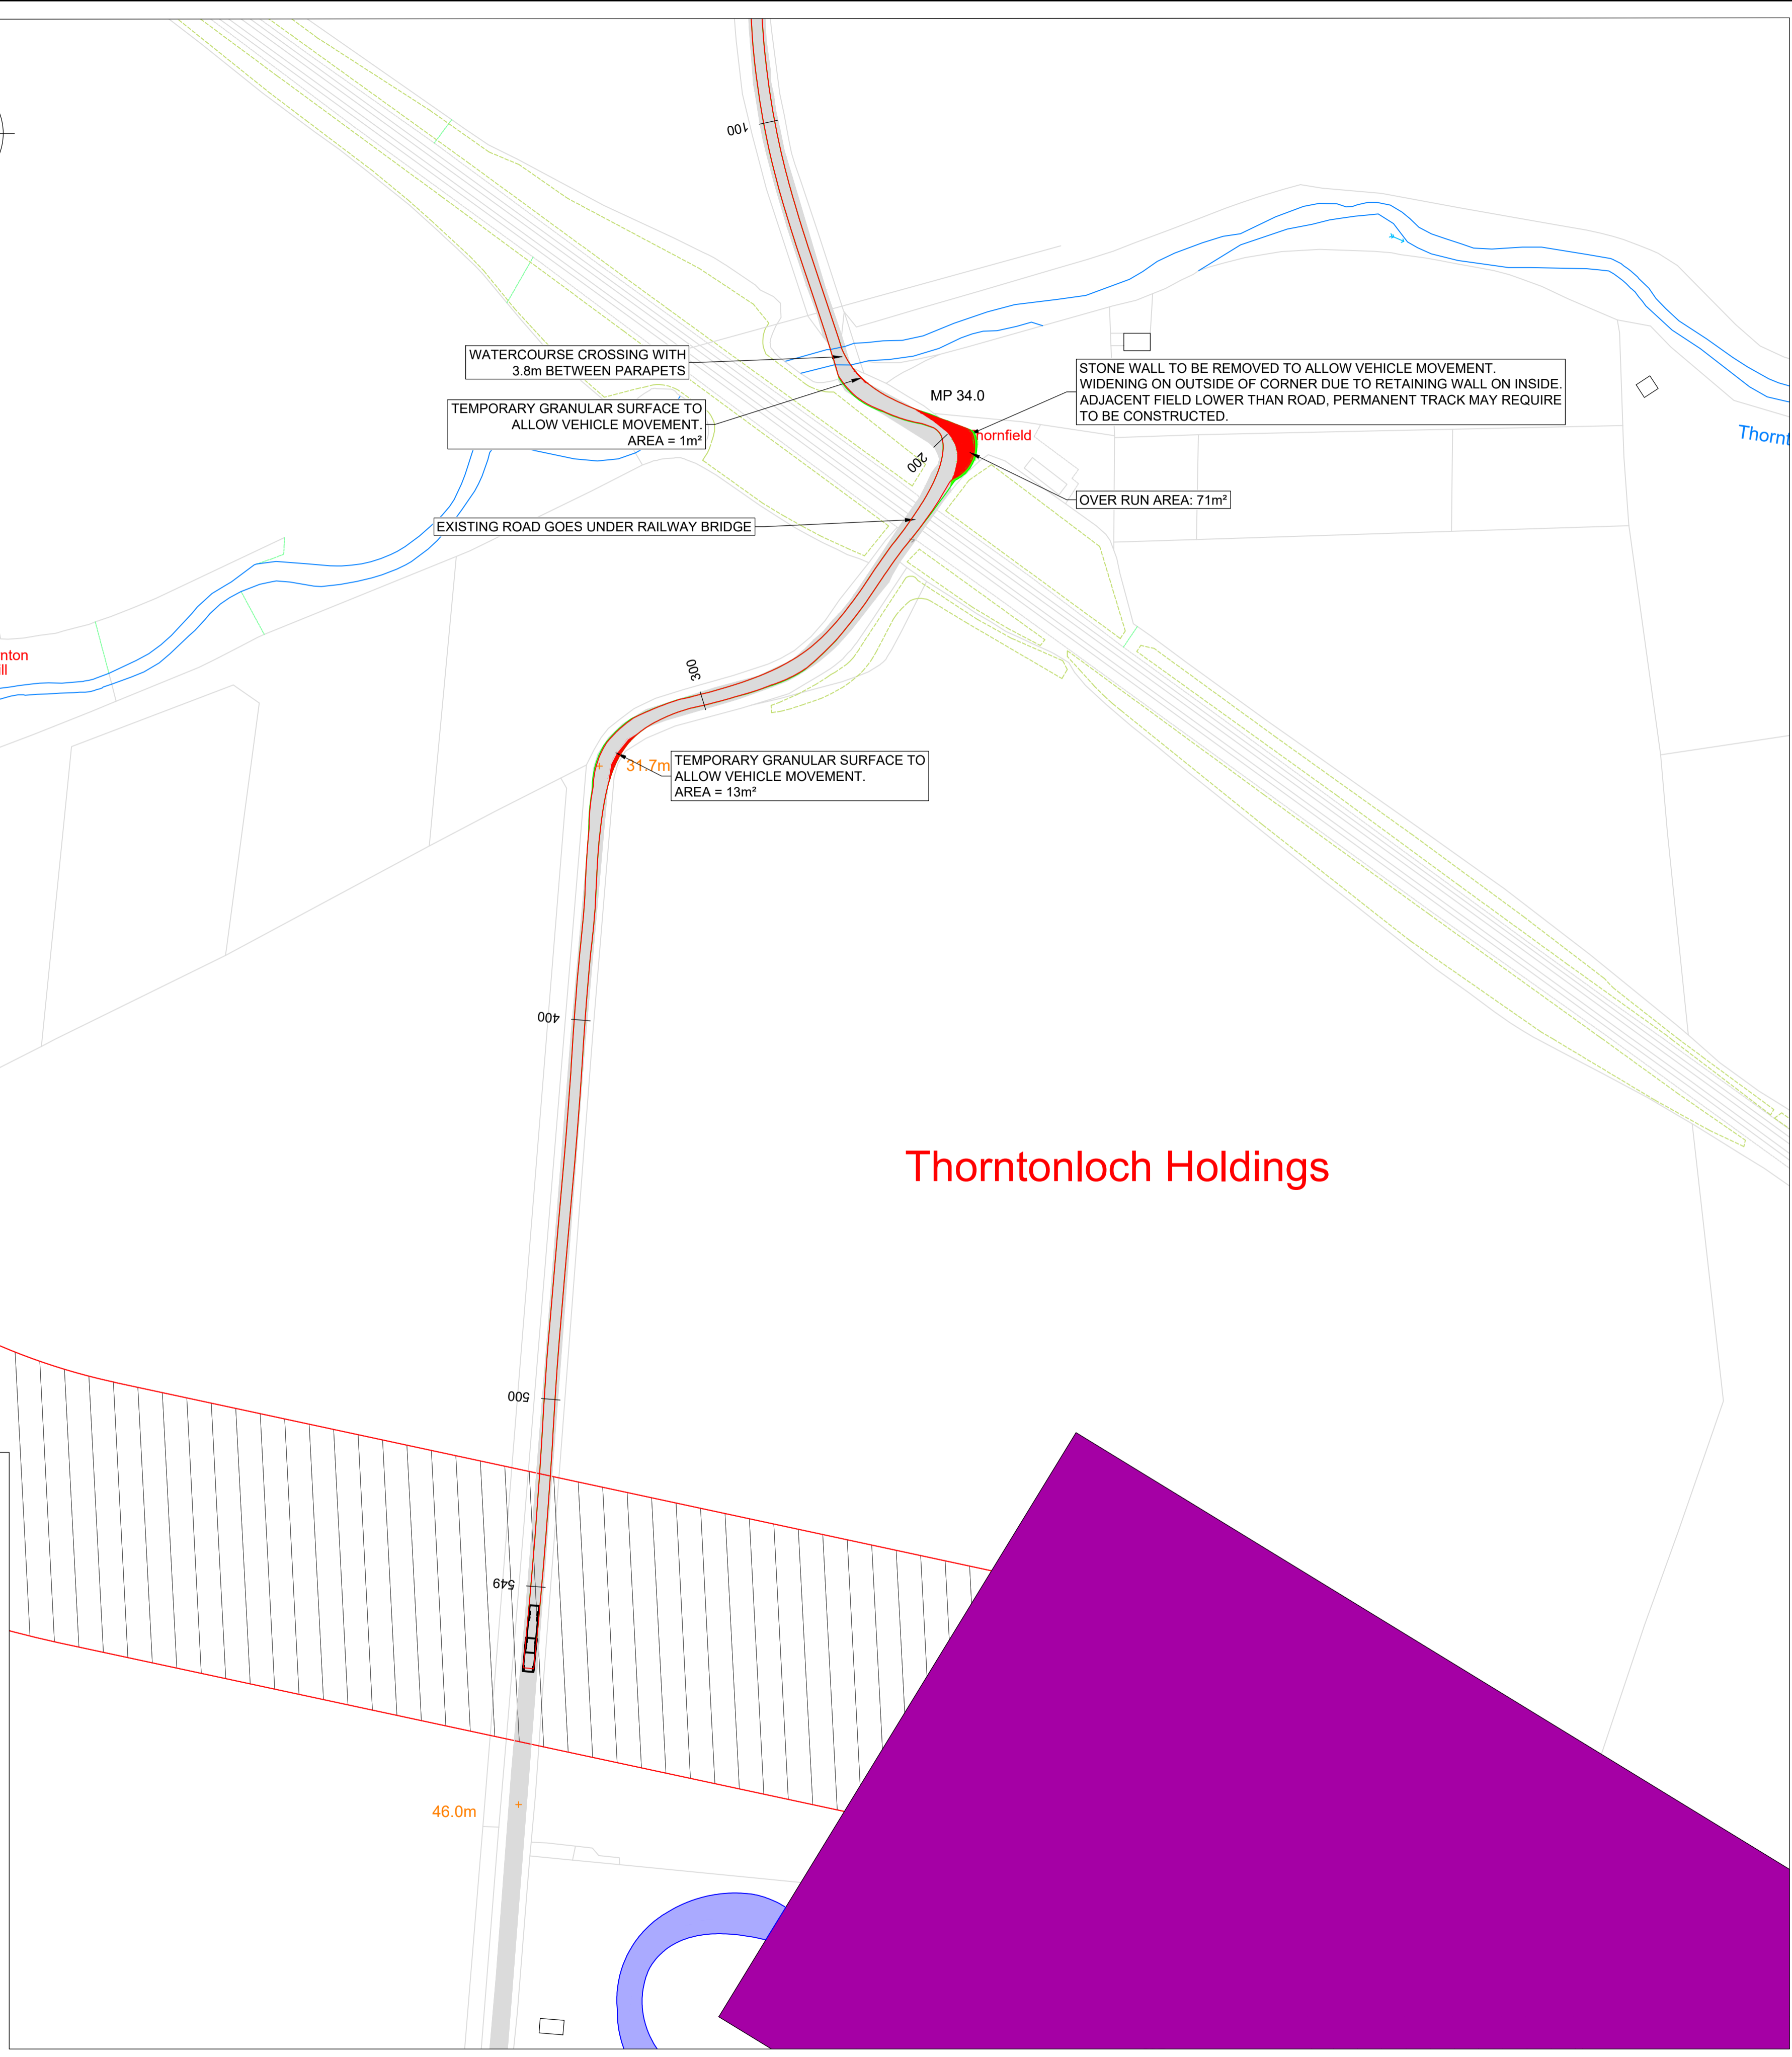 100
WATERCOURSE CROSSING WITH
3.8m BETWEEN PARAPETS
STONE WALL TO BE REMOVED TO ALLOW VEHICLE MOVEMENT.
WIDENING ON OUTSIDE OF CORNER DUE TO RETAINING WALL ON INSIDE.
ADJACENT FIELD LOWER THAN ROAD, PERMANENT TRACK MAY REQUIRE
TO BE CONSTRUCTED.
MP 34.0
TEMPORARY GRANULAR SURFACE TO
ALLOW VEHICLE MOVEMENT.
AREA = 1m²
hornfield
Thornt
200
OVER RUN AREA: 71m²
EXISTING ROAD GOES UNDER RAILWAY BRIDGE
nton
ill
300
31.7m
TEMPORARY GRANULAR SURFACE TO
ALLOW VEHICLE MOVEMENT.
AREA = 13m²
400
Thorntonloch Holdings
500
549
46.0m